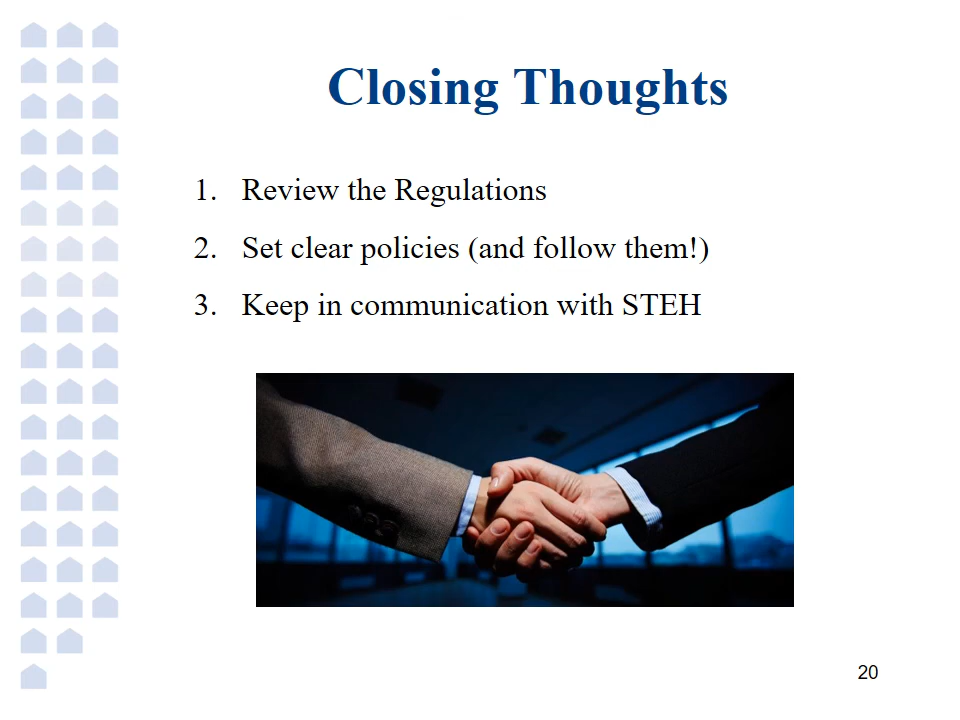 Closing Thoughts
1. Review the Regulations
2. Set clear policies (and follow them!)
3. Keep in communication with STEH
20